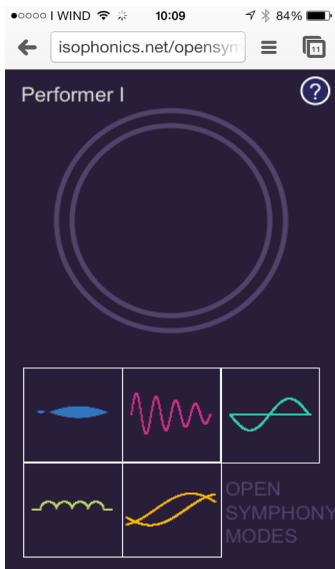 I WIND 10:09 84%
isophonics.net/opensym
11
Performer I
?
OPEN
SYMPHONY
MODES